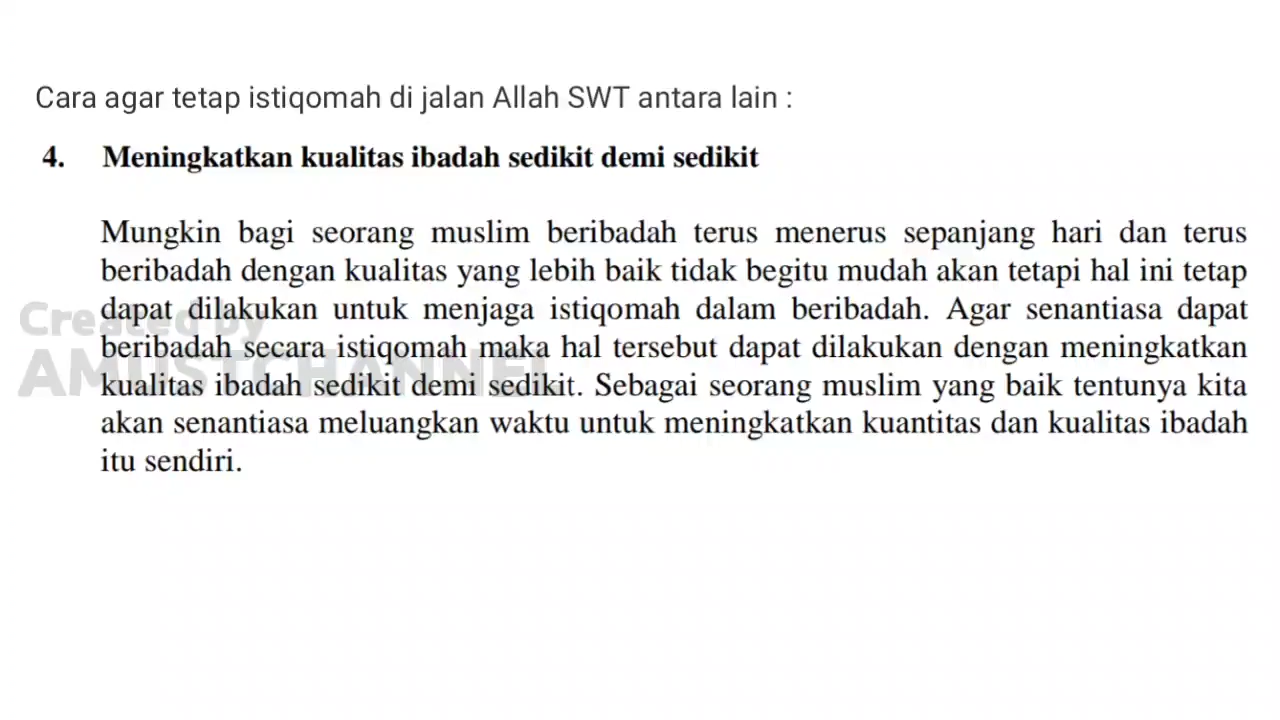 Cara agar tetap istiqomah di jalan Allah SWT antara lain :
4. Meningkatkan kualitas ibadah sedikit demi sedikit
Mungkin bagi seorang muslim beribadah terus menerus sepanjang hari dan terus
beribadah dengan kualitas yang lebih baik tidak begitu mudah akan tetapi hal ini tetap
dapat dilakukan untuk menjaga istiqomah dalam beribadah. Agar senantiasa dapat
beribadah secara istiqomah maka hal tersebut dapat dilakukan dengan meningkatkan
kualitas ibadah sedikit demi sedikit. Sebagai seorang muslim yang baik tentunya kita
akan senantiasa meluangkan waktu untuk meningkatkan kuantitas dan kualitas ibadah
itu sendiri.
Created by
AMUSTCHANNEL